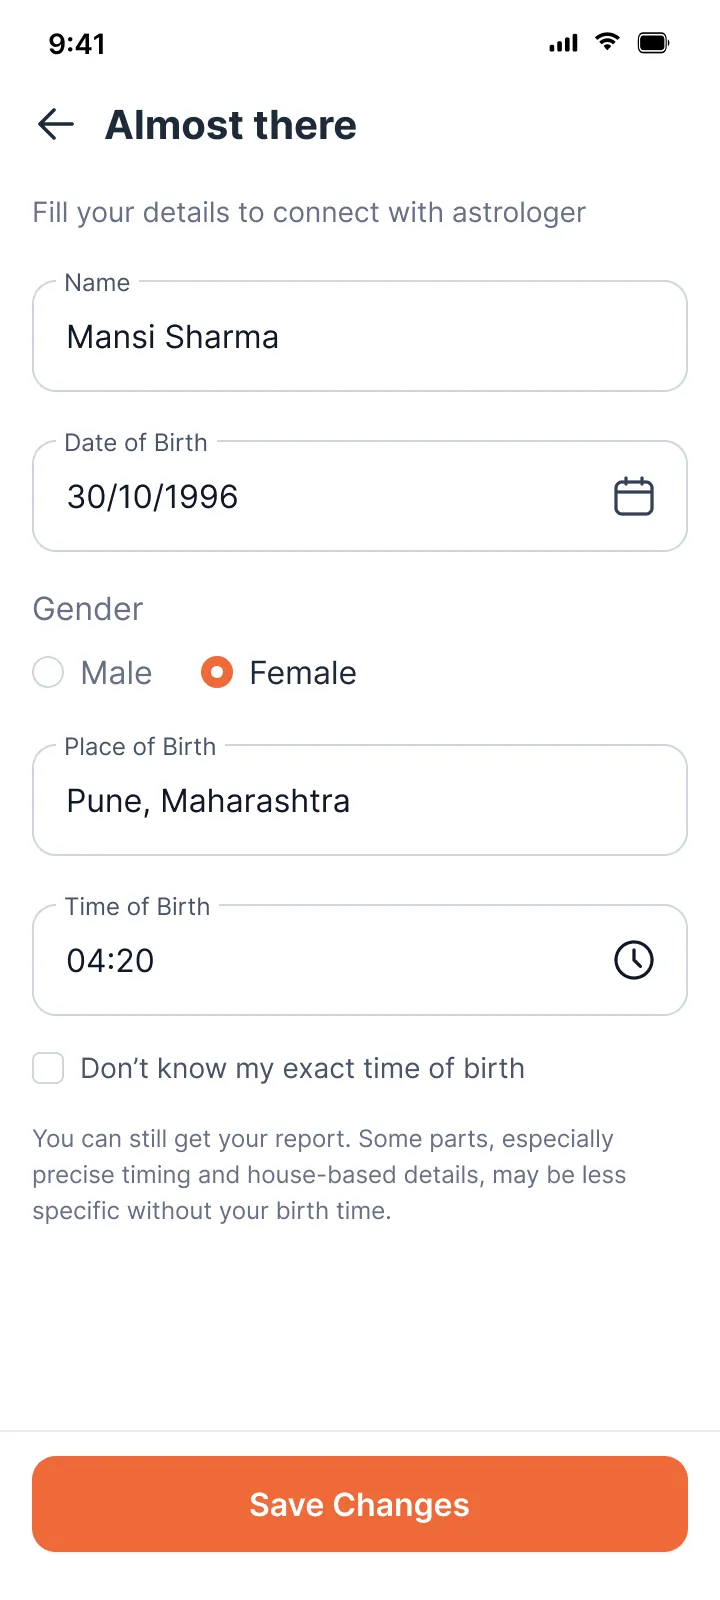 9:41
Almost there
Fill your details to connect with astrologer
Name
Mansi Sharma
Date of Birth
30/10/1996
Gender
Male
Female
Place of Birth
Pune, Maharashtra
Time of Birth
04:20
Don’t know my exact time of birth
You can still get your report. Some parts, especially
precise timing and house-based details, may be less
specific without your birth time.
Save Changes